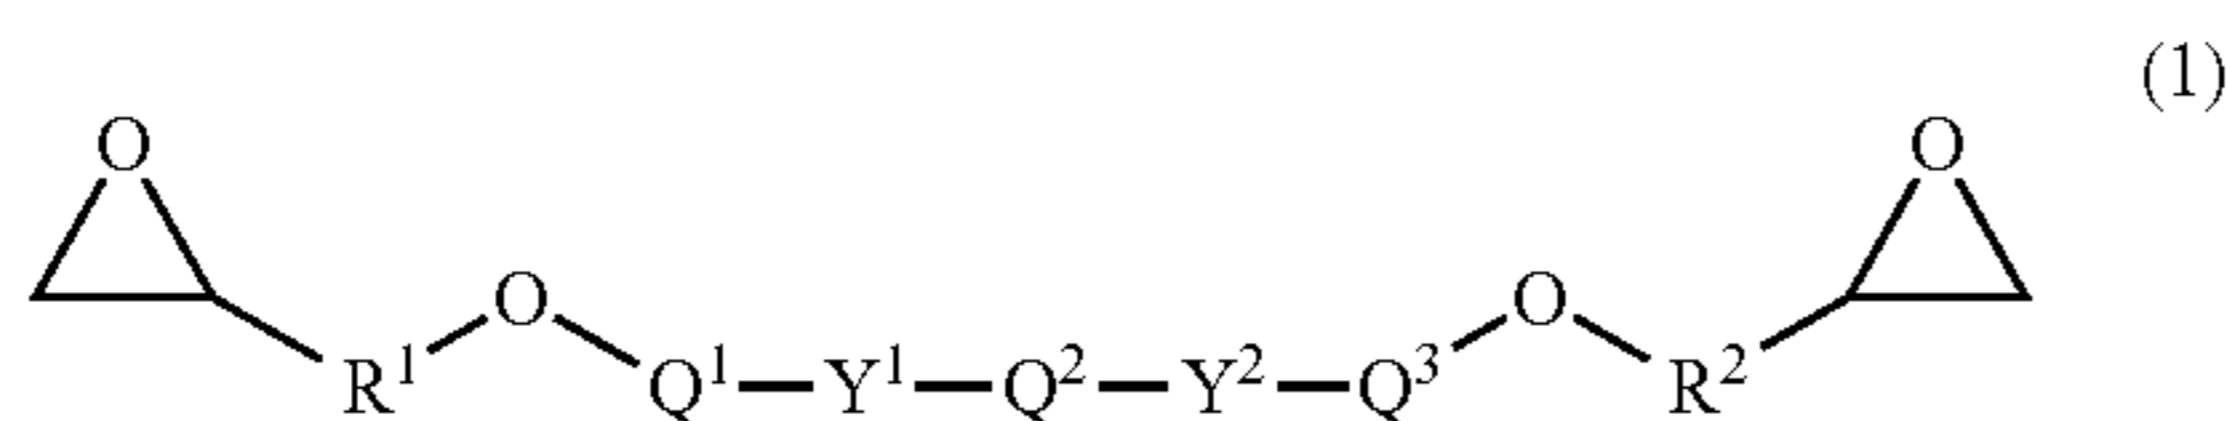 (1)
O O
O O
R¹ Q¹—Y¹—Q²—Y²—Q³ R²